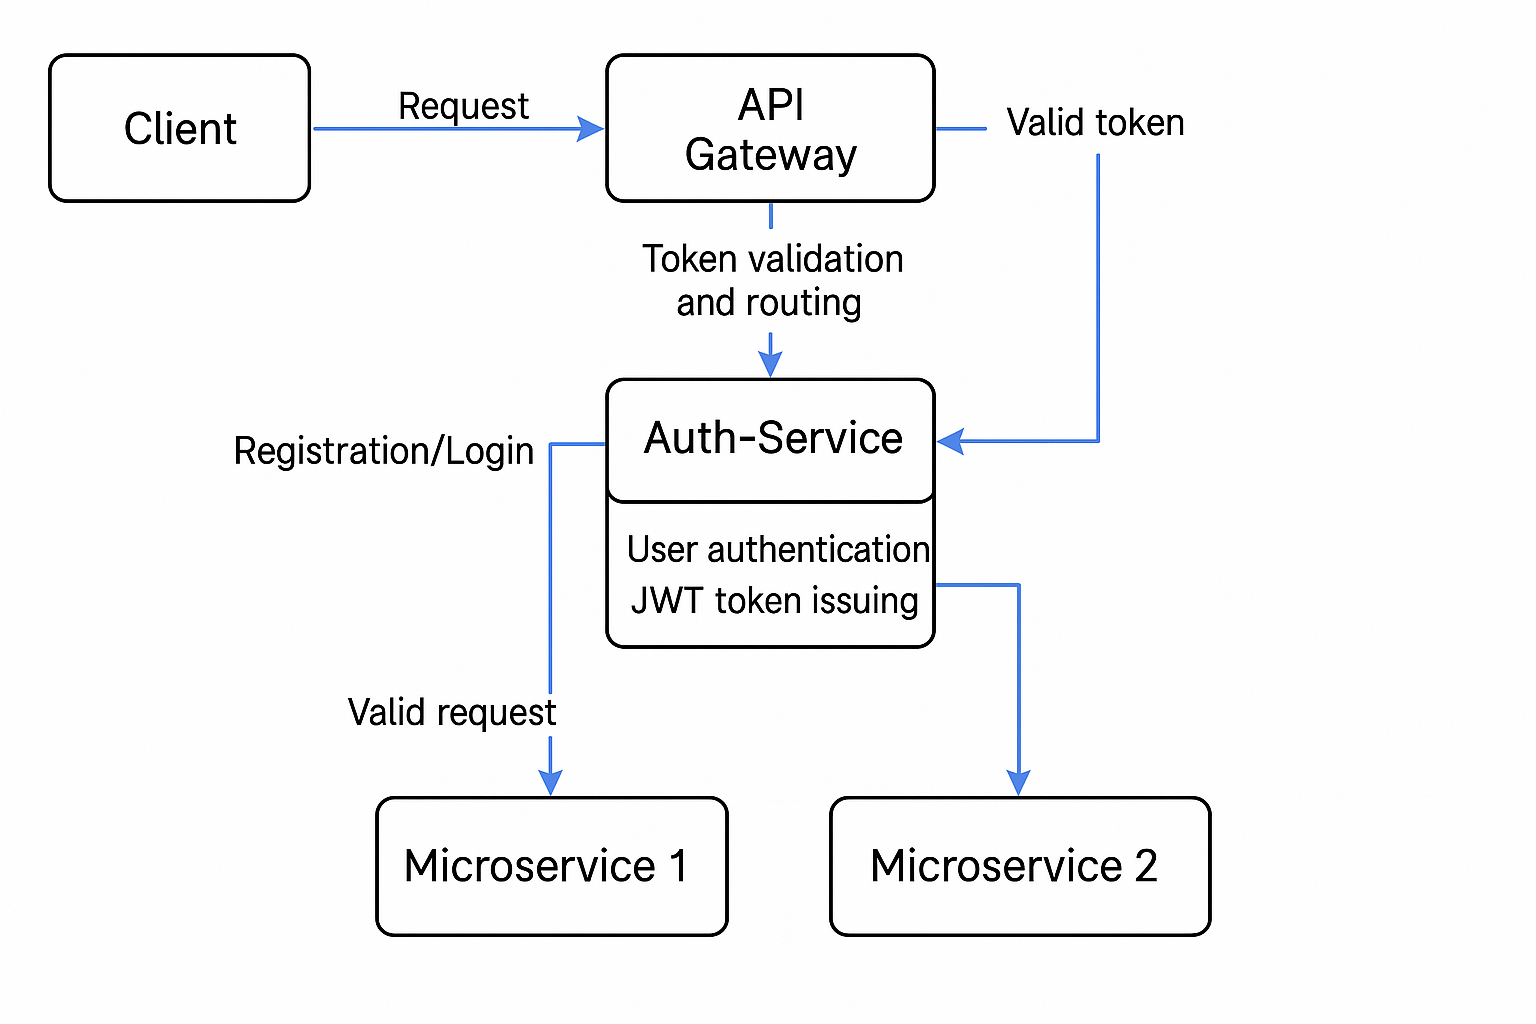 Client
Request
API
Gateway
Valid token
Token validation
and routing
Registration/Login
Auth-Service
User authentication
JWT token issuing
Valid request
Microservice 1
Microservice 2